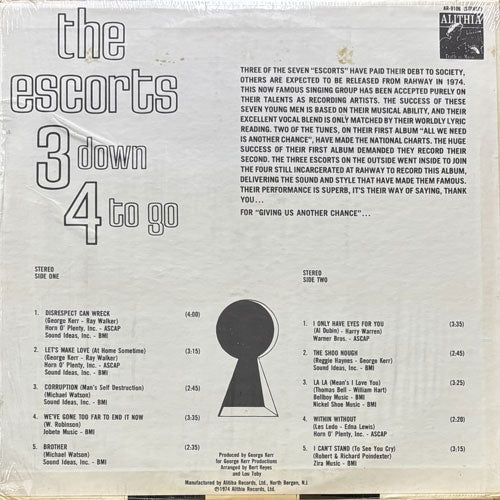 AR-9106 (STEREO)
ALITHIA
the
escorts
3 down
4 to go
THREE OF THE SEVEN "ESCORTS" HAVE PAID THEIR DEBT TO SOCIETY,
OTHERS ARE EXPECTED TO BE RELEASED FROM RAHWAY IN 1974.
THIS NOW FAMOUS SINGING GROUP HAS BEEN ACCEPTED PURELY ON
THEIR TALENTS AS RECORDING ARTISTS. THE SUCCESS OF THESE
SEVEN YOUNG MEN IS BASED ON THEIR MUSICAL ABILITY, AND THEIR
EXCELLENT VOCAL BLEND IS ONLY MATCHED BY THEIR WORLDLY LYRIC
READING. TWO OF THE TUNES, ON THEIR FIRST ALBUM "ALL WE NEED
IS ANOTHER CHANCE", HAVE MADE THE NATIONAL CHARTS. THE HUGE
SUCCESS OF THEIR FIRST ALBUM DEMANDED THEY RECORD THEIR
SECOND. THE THREE ESCORTS ON THE OUTSIDE WENT INSIDE TO JOIN
THE FOUR STILL INCARCERATED AT RAHWAY TO RECORD THIS ALBUM,
DELIVERING THE SOUND AND STYLE THAT HAVE MADE THEM FAMOUS.
THEIR PERFORMANCE IS SUPERB, IT'S THEIR WAY OF SAYING, THANK
YOU...
FOR "GIVING US ANOTHER CHANCE"...
STEREO
SIDE ONE
1. DISRESPECT CAN WRECK (4:00)
(George Kerr - Ray Walker)
Horn O' Plenty, Inc. - ASCAP
Sound Ideas, Inc. - BMI
2. LET'S MAKE LOVE (At Home Sometime) (3:15)
(George Kerr - Ray Walker)
Horn O' Plenty, Inc. - ASCAP
Sound Ideas, Inc. - BMI
3. CORRUPTION (Man's Self Destruction) (2:45)
(Michael Watson)
Sound Ideas, Inc. - BMI
4. WE'VE GONE TOO FAR TO END IT NOW (3:15)
(W. Robinson)
Jobete Music - BMI
5. BROTHER (2:45)
(Michael Watson)
Sound Ideas, Inc. - BMI
STEREO
SIDE TWO
1. I ONLY HAVE EYES FOR YOU (3:35)
(Al Dubin) - Harry Warren)
Warner Bros. - ASCAP
2. THE SHOO NOUGH (4:15)
(Reggie Haynes - George Kerr)
Sound Ideas, Inc. - BMI
3. LA LA (Mean's I Love You) (3:25)
(Thomas Bell - William Hart)
Bellboy Music - BMI
Nickel Shoe Music - BMI
4. WITHIN WITHOUT (2:20)
(Les Ledo - Edna Lewis)
Horn O' Plenty, Inc. - ASCAP
5. I CAN'T STAND (To See You Cry) (3:35)
(Robert & Richard Poindexter)
Zira Music - BMI
Produced by George Kerr
for George Kerr Productions
Arranged by Bert Keyes
and Lou Toby
Manufactured by Alithia Records, Ltd., North Bergen, N.J.
℗1974 Alithia Records, Ltd.